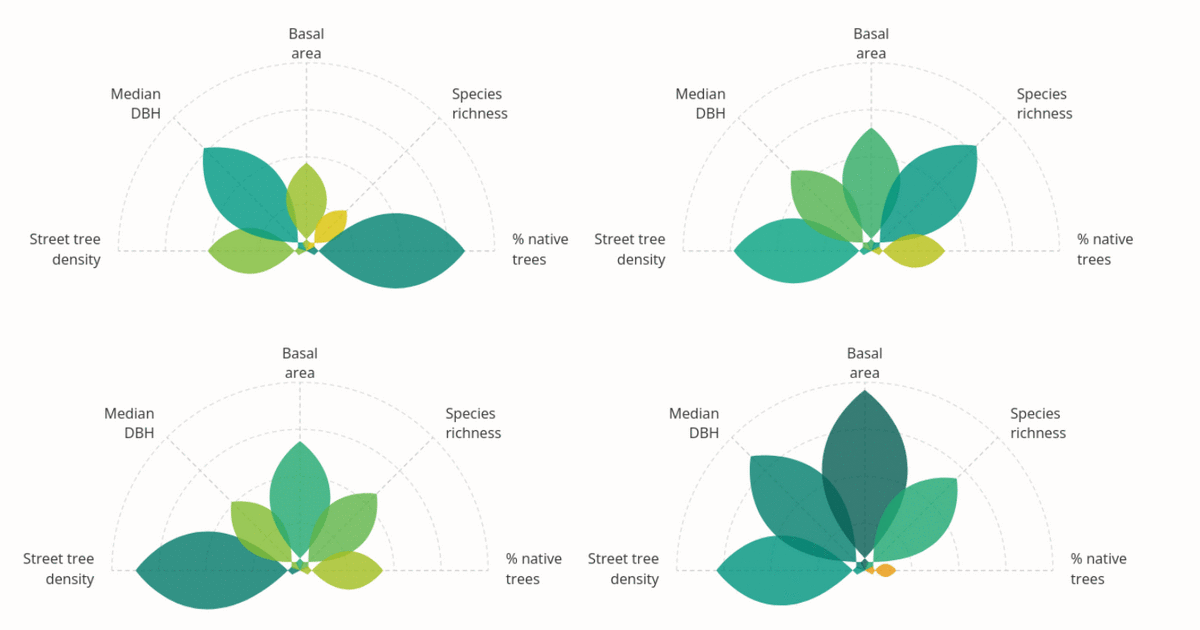 Basal
area
Median
DBH
Species
richness
Street tree
density
% native
trees
Basal
area
Median
DBH
Species
richness
Street tree
density
% native
trees
Basal
area
Median
DBH
Species
richness
Street tree
density
% native
trees
Basal
area
Median
DBH
Species
richness
Street tree
density
% native
trees